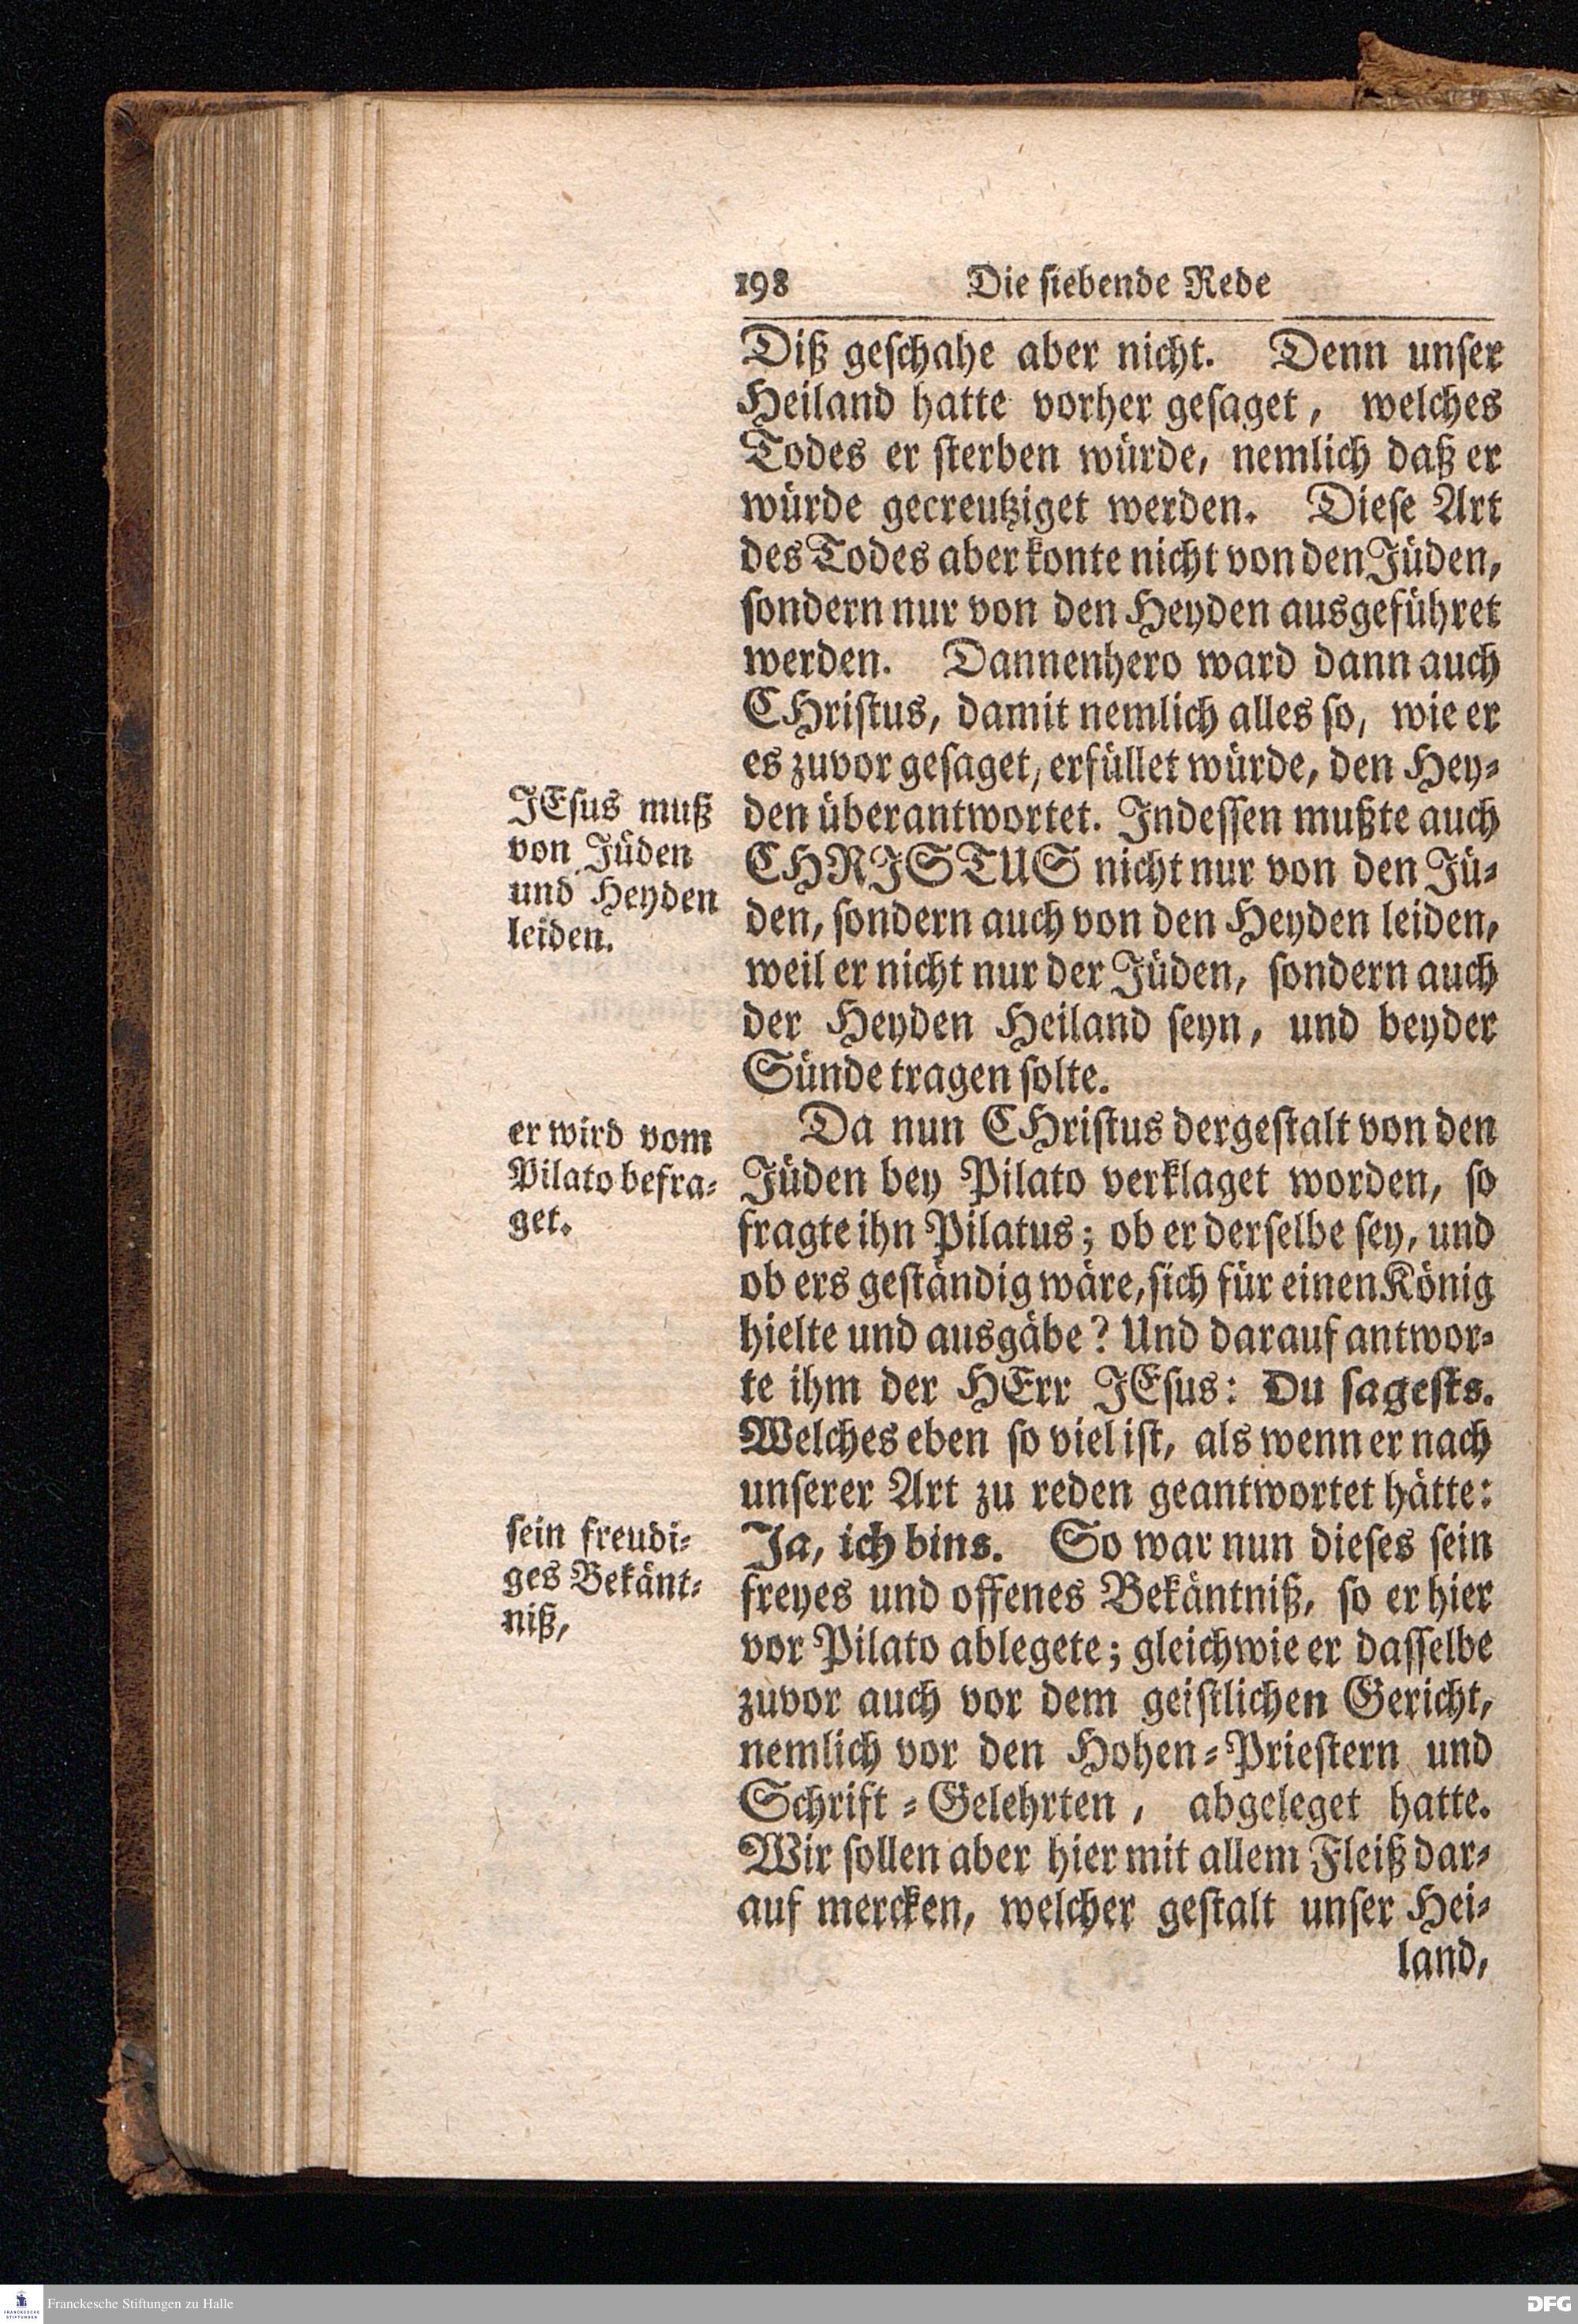 198 Die siebende Rede
Diß geschahe aber nicht. Denn unser
Heiland hatte vorher gesaget, welches
Todes er sterben würde, nemlich daß er
würde gecreutziget werden. Diese Art
des Todes aber konte nicht von den Jüden,
sondern nur von den Heyden ausgeführet
werden. Dannenhero ward dann auch
CHristus, damit nemlich alles so, wie er
es zuvor gesaget, erfüllet würde, den Hey-
den überantwortet. Indessen mußte auch
CHRISTUS nicht nur von den Jü-
den, sondern auch von den Heyden leiden,
weil er nicht nur der Jüden, sondern auch
der Heyden Heiland seyn, und beyder
Sünde tragen solte.
JEsus muß
von Jüden
und Heyden
leiden.
Da nun CHristus dergestalt von den
Jüden bey Pilato verklaget worden, so
fragte ihn Pilatus; ob er derselbe sey, und
ob ers geständig wäre, sich für einen König
hielte und ausgäbe? Und darauf antwor-
te ihm der HErr JEsus: Du sagests.
Welches eben so viel ist, als wenn er nach
unserer Art zu reden geantwortet hätte:
Ja, ich bins. So war nun dieses sein
freyes und offenes Bekäntniß, so er hier
vor Pilato ablegete; gleichwie er dasselbe
zuvor auch vor dem geistlichen Gericht,
nemlich vor den Hohen-Priestern und
Schrift-Gelehrten, abgeleget hatte.
Wir sollen aber hier mit allem Fleiß dar-
auf mercken, welcher gestalt unser Hei-
land,
er wird vom
Pilato befra-
get.
sein freudi-
ges Bekänt-
niß,
FRANCKESCHE
STIFTUNGEN
Franckesche Stiftungen zu Halle
DFG